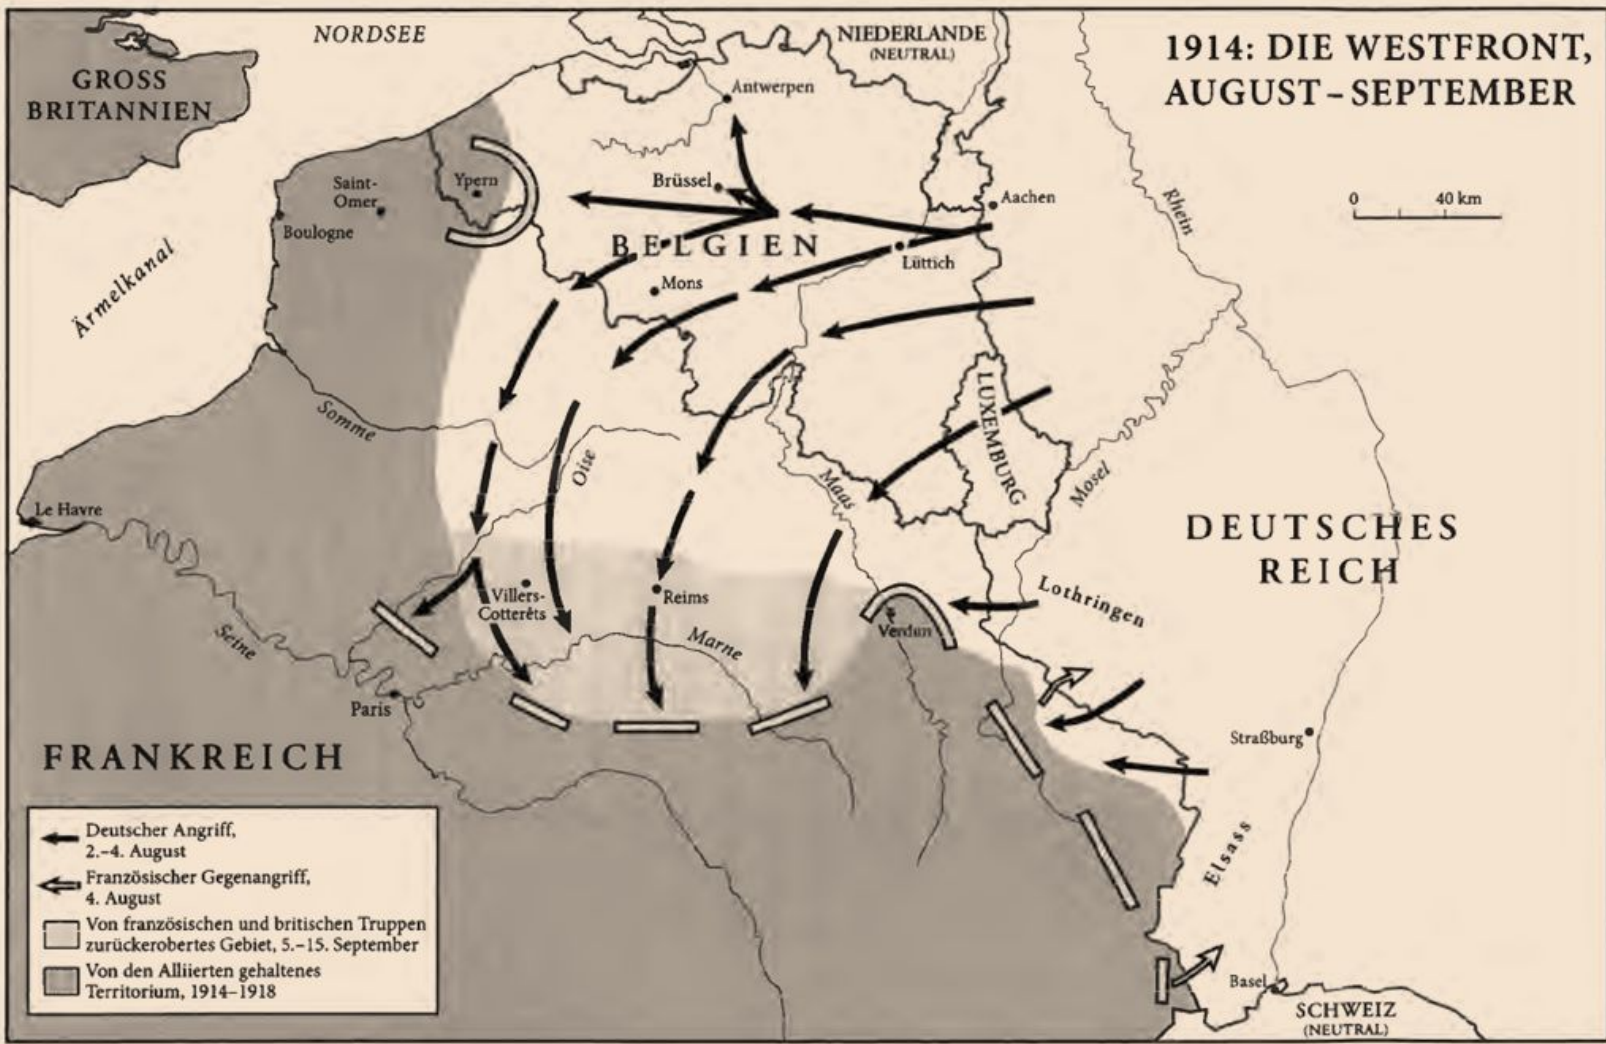 1914: DIE WESTFRONT,
AUGUST–SEPTEMBER
NORDSEE
NIEDERLANDE
(NEUTRAL)
GROSS
BRITANNIEN
Antwerpen
Ypern
Brüssel
Saint-
Omer
Boulogne
Aachen
Rhein
0 40 km
BELGIEN
Lüttich
Ärmelkanal
Mons
LUXEMBURG
Somme
Oise
Maas
Mosel
Le Havre
DEUTSCHES
REICH
Villers-
Cotterêts
Reims
Lothringen
Verdun
Seine
Marne
Paris
Straßburg
FRANKREICH
Elsass
Basel
SCHWEIZ
(NEUTRAL)
Deutscher Angriff,
2.–4. August
Französischer Gegenangriff,
4. August
Von französischen und britischen Truppen
zurückerobertes Gebiet, 5.–15. September
Von den Alliierten gehaltenes
Territorium, 1914–1918